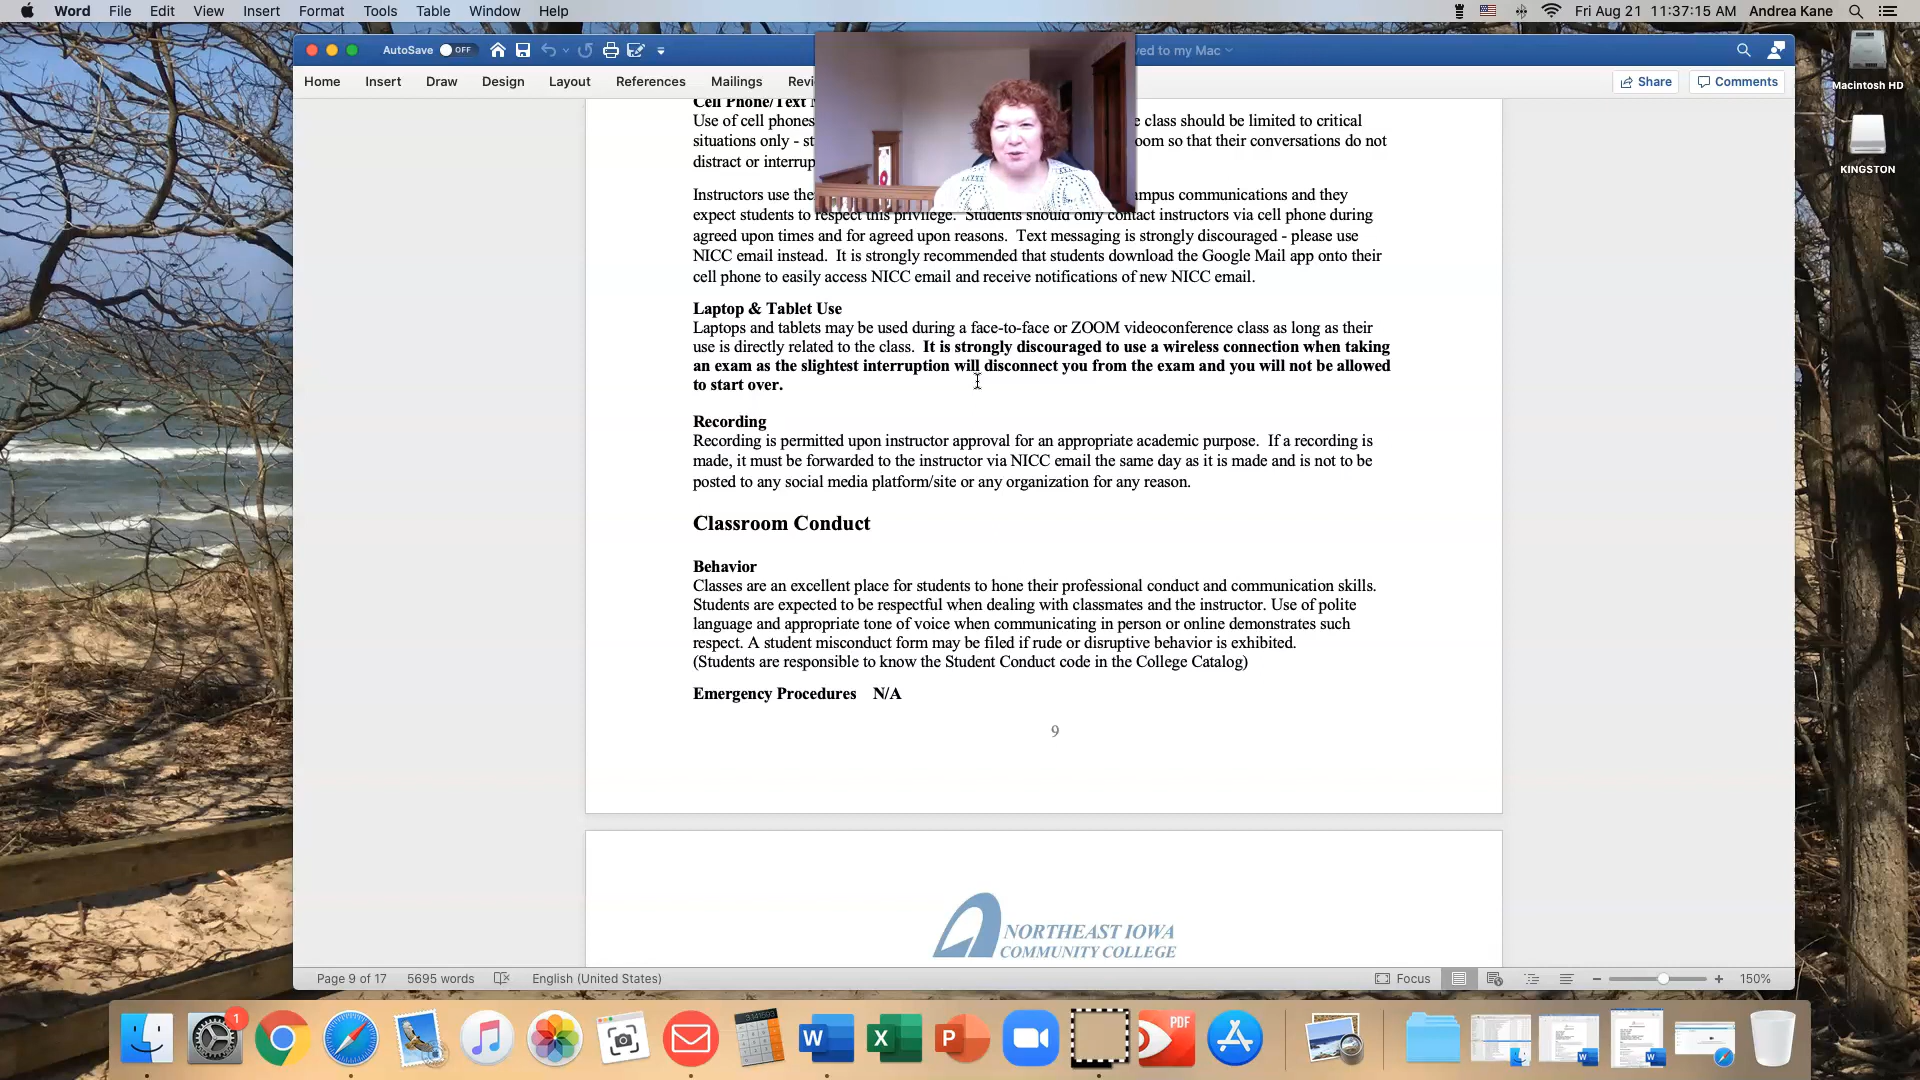 Word File Edit View Insert Format Tools Table Window Help Fri Aug 21 11:37:15 AM Andrea Kane
AutoSave OFF ved to my Mac
Home Insert Draw Design Layout References Mailings Revi Share Comments
Macintosh HD
KINGSTON
Cell Phone/Text
Use of cell phones e class should be limited to critical
situations only - st oom so that their conversations do not
distract or interrup
Instructors use the ampus communications and they
expect students to respect this privilege. Students should only contact instructors via cell phone during
agreed upon times and for agreed upon reasons. Text messaging is strongly discouraged - please use
NICC email instead. It is strongly recommended that students download the Google Mail app onto their
cell phone to easily access NICC email and receive notifications of new NICC email.
Laptop & Tablet Use
Laptops and tablets may be used during a face-to-face or ZOOM videoconference class as long as their
use is directly related to the class. It is strongly discouraged to use a wireless connection when taking
an exam as the slightest interruption will disconnect you from the exam and you will not be allowed
to start over.
Recording
Recording is permitted upon instructor approval for an appropriate academic purpose. If a recording is
made, it must be forwarded to the instructor via NICC email the same day as it is made and is not to be
posted to any social media platform/site or any organization for any reason.
Classroom Conduct
Behavior
Classes are an excellent place for students to hone their professional conduct and communication skills.
Students are expected to be respectful when dealing with classmates and the instructor. Use of polite
language and appropriate tone of voice when communicating in person or online demonstrates such
respect. A student misconduct form may be filed if rude or disruptive behavior is exhibited.
(Students are responsible to know the Student Conduct code in the College Catalog)
Emergency Procedures N/A
9
NORTHEAST IOWA
COMMUNITY COLLEGE
Page 9 of 17 5695 words English (United States) Focus 150%
1
W X P PDF